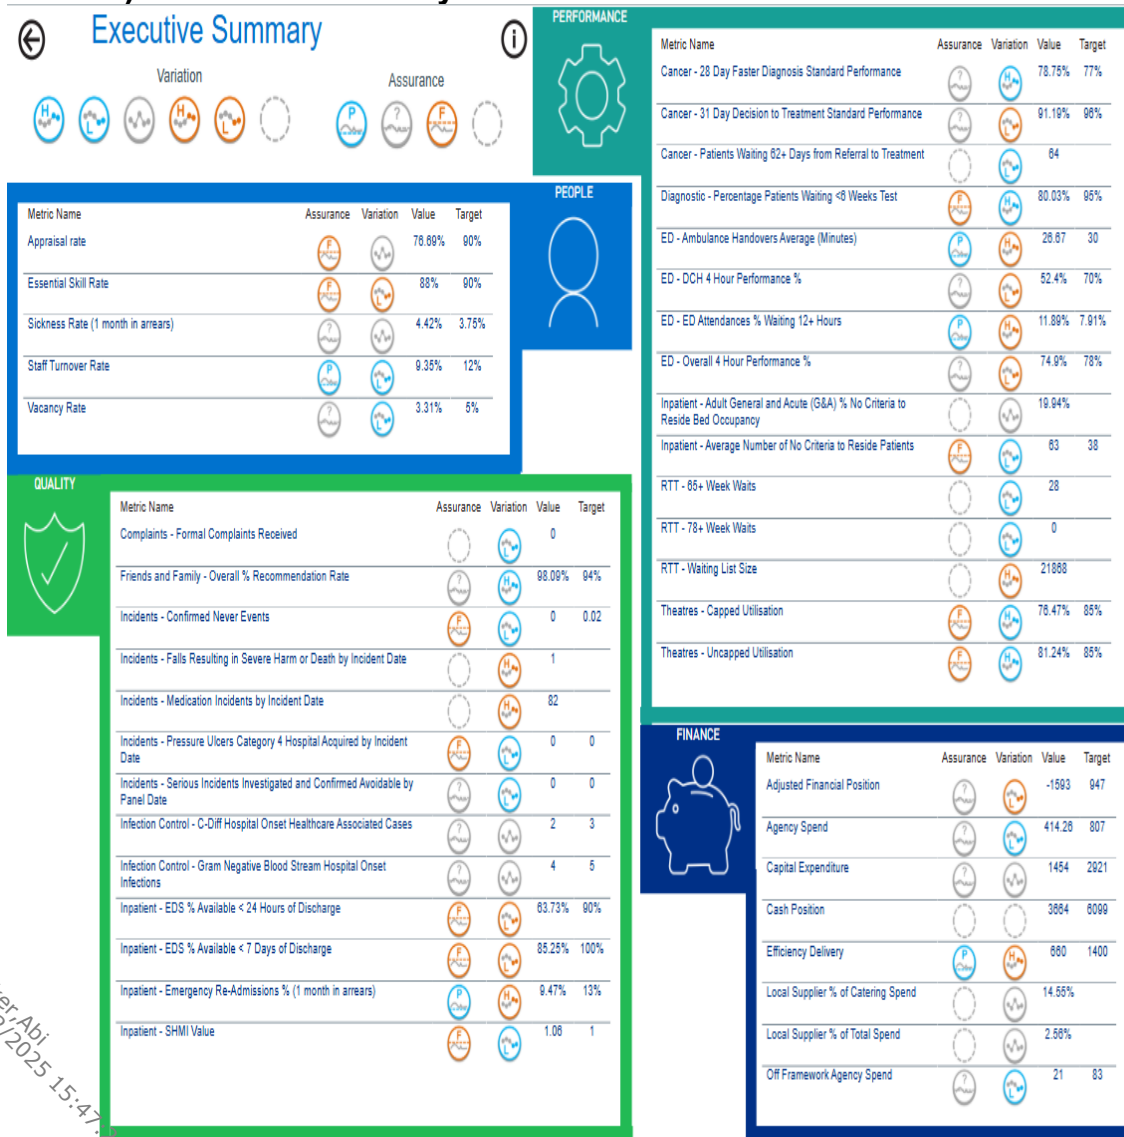 Executive Summary
Variation
Assurance
PEOPLE
Metric Name Assurance Variation Value Target
Appraisal rate 76.69% 90%
Essential Skill Rate 88% 90%
Sickness Rate (1 month in arrears) 4.42% 3.75%
Staff Turnover Rate 9.35% 12%
Vacancy Rate 3.31% 5%
QUALITY
Metric Name Assurance Variation Value Target
Complaints - Formal Complaints Received 0
Friends and Family - Overall % Recommendation Rate 98.09% 94%
Incidents - Confirmed Never Events 0 0.02
Incidents - Falls Resulting in Severe Harm or Death by Incident Date 1
Incidents - Medication Incidents by Incident Date 82
Incidents - Pressure Ulcers Category 4 Hospital Acquired by Incident 0 0
Date
Incidents - Serious Incidents Investigated and Confirmed Avoidable by 0 0
Panel Date
Infection Control - C-Diff Hospital Onset Healthcare Associated Cases 2 3
Infection Control - Gram Negative Blood Stream Hospital Onset 4 5
Infections
Inpatient - EDS % Available < 24 Hours of Discharge 63.73% 90%
Inpatient - EDS % Available < 7 Days of Discharge 85.25% 100%
Inpatient - Emergency Re-Admissions % (1 month in arrears) 9.47% 13%
Inpatient - SHMI Value 1.06 1
PERFORMANCE
Metric Name Assurance Variation Value Target
Cancer - 28 Day Faster Diagnosis Standard Performance 78.75% 77%
Cancer - 31 Day Decision to Treatment Standard Performance 91.19% 96%
Cancer - Patients Waiting 62+ Days from Referral to Treatment 64
Diagnostic - Percentage Patients Waiting <6 Weeks Test 80.03% 95%
ED - Ambulance Handovers Average (Minutes) 26.67 30
ED - DCH 4 Hour Performance % 52.4% 70%
ED - ED Attendances % Waiting 12+ Hours 11.89% 7.91%
ED - Overall 4 Hour Performance % 74.9% 78%
Inpatient - Adult General and Acute (G&A) % No Criteria to 19.94%
Reside Bed Occupancy
Inpatient - Average Number of No Criteria to Reside Patients 63 38
RTT - 65+ Week Waits 28
RTT - 78+ Week Waits 0
RTT - Waiting List Size 21868
Theatres - Capped Utilisation 76.47% 85%
Theatres - Uncapped Utilisation 81.24% 85%
FINANCE
Metric Name Assurance Variation Value Target
Adjusted Financial Position -1593 947
Agency Spend 414.26 807
Capital Expenditure 1454 2921
Cash Position 3664 6099
Efficiency Delivery 660 1400
Local Supplier % of Catering Spend 14.55%
Local Supplier % of Total Spend 2.56%
Off Framework Agency Spend 21 83
Abi
/2025 15:47